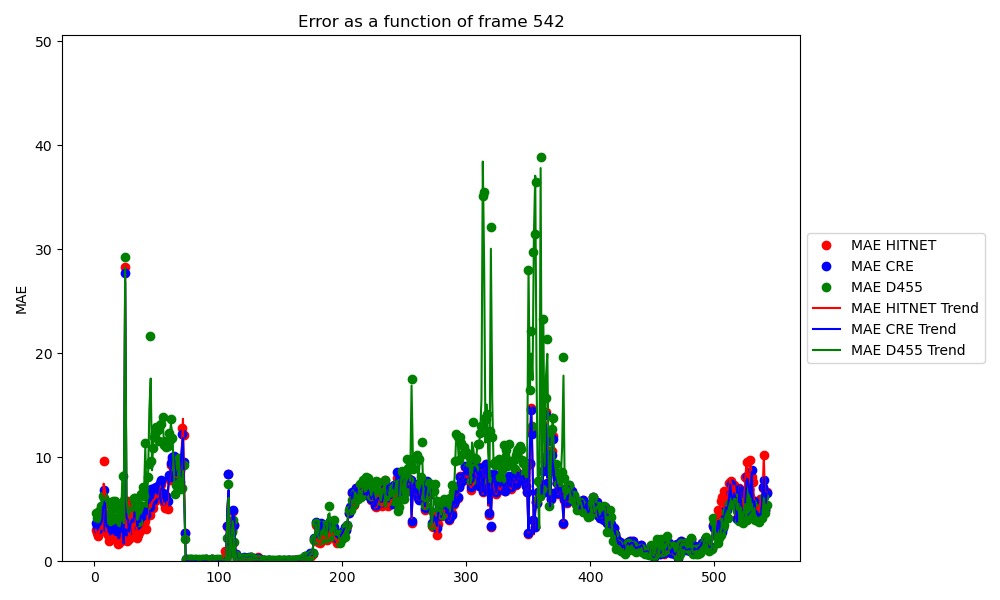 Error as a function of frame 542
MAE
50
40
30
20
10
0
0 100 200 300 400 500
MAE HITNET
MAE CRE
MAE D455
MAE HITNET Trend
MAE CRE Trend
MAE D455 Trend